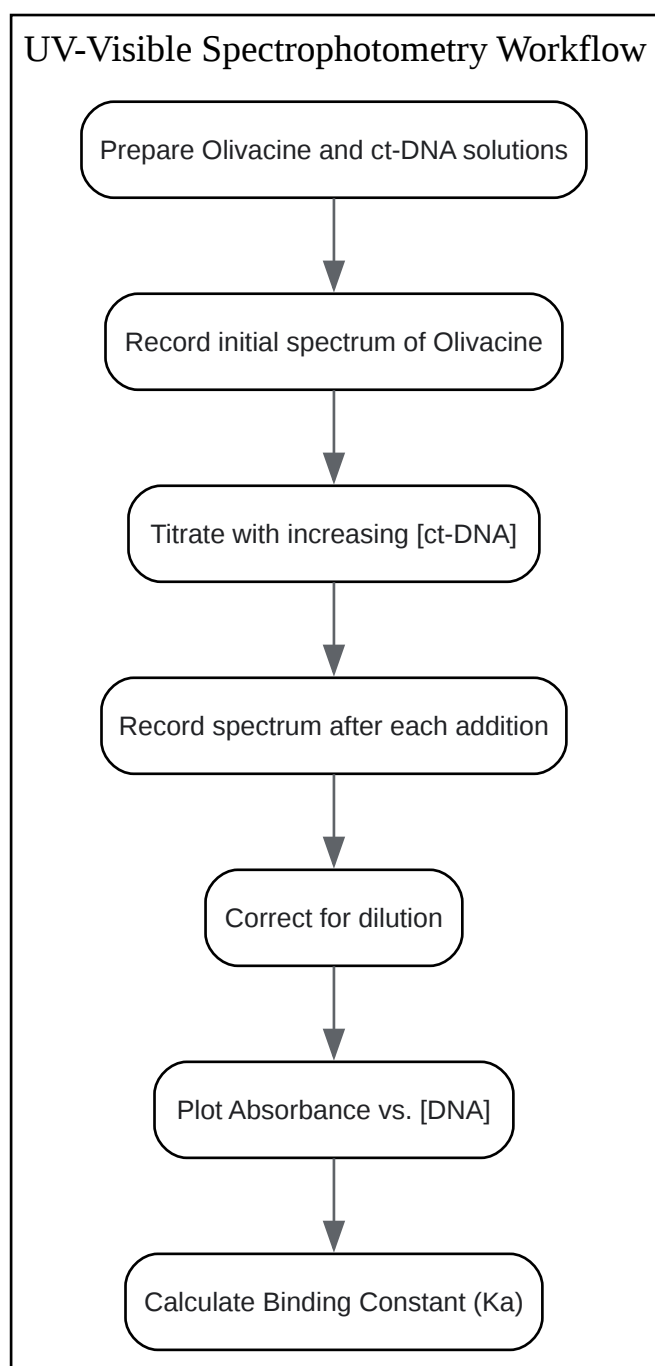 UV-Visible Spectrophotometry Workflow
Prepare Olivacine and ct-DNA solutions
Record initial spectrum of Olivacine
Titrate with increasing [ct-DNA]
Record spectrum after each addition
Correct for dilution
Plot Absorbance vs. [DNA]
Calculate Binding Constant (Ka)